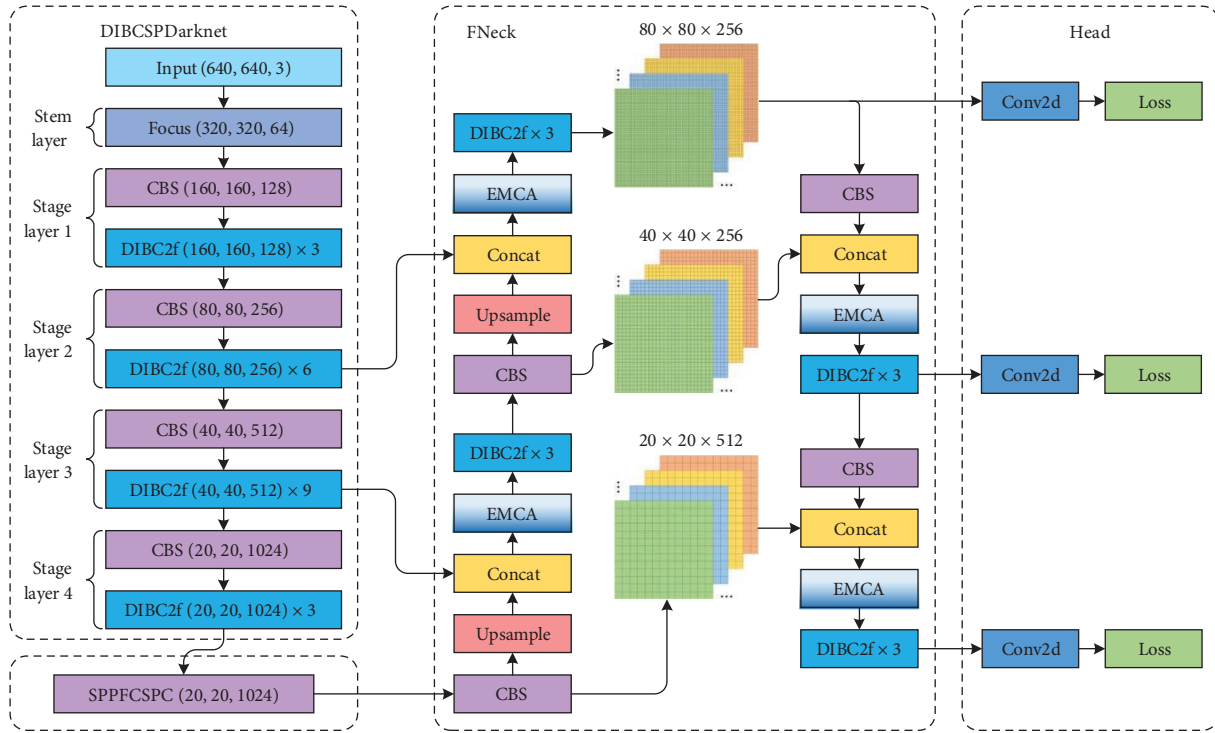 DIBCSPDarknet
Input (640, 640, 3)
Stem
layer
Focus (320, 320, 64)
CBS (160, 160, 128)
Stage
layer 1
DIBC2f (160, 160, 128) × 3
CBS (80, 80, 256)
Stage
layer 2
DIBC2f (80, 80, 256) × 6
CBS (40, 40, 512)
Stage
layer 3
DIBC2f (40, 40, 512) × 9
CBS (20, 20, 1024)
Stage
layer 4
DIBC2f (20, 20, 1024) × 3
SPPFCSPC (20, 20, 1024)
FNeck
DIBC2f × 3
EMCA
Concat
Upsample
CBS
DIBC2f × 3
EMCA
Concat
Upsample
CBS
80 × 80 × 256
...
...
40 × 40 × 256
...
...
20 × 20 × 512
...
...
CBS
Concat
EMCA
DIBC2f × 3
CBS
Concat
EMCA
DIBC2f × 3
Head
Conv2d
Loss
Conv2d
Loss
Conv2d
Loss